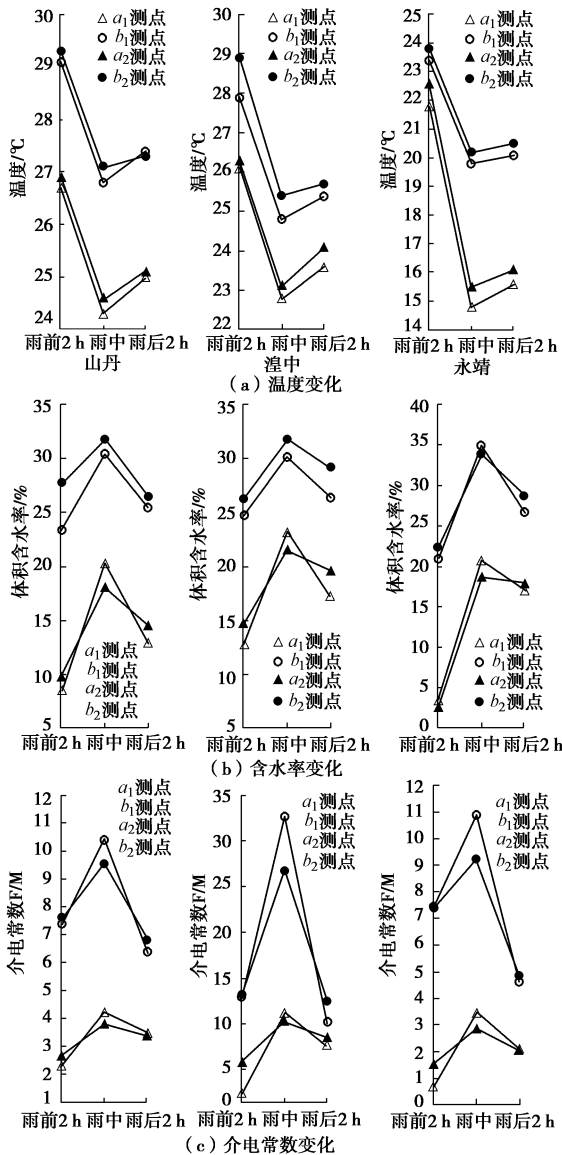 30
29
28
27
26
25
24
温度/℃
a1测点
b1测点
a2测点
b2测点
雨前2 h 雨中 雨后2 h
山丹
30
29
28
27
26
25
24
23
22
温度/℃
a1测点
b1测点
a2测点
b2测点
雨前2 h 雨中 雨后2 h
湟中
25
24
23
22
21
20
19
18
17
16
15
14
温度/℃
a1测点
b1测点
a2测点
b2测点
雨前2 h 雨中 雨后2 h
永靖
(a)温度变化
35
30
25
20
15
10
5
体积含水率/%
a1测点
b1测点
a2测点
b2测点
雨前2 h 雨中 雨后2 h
35
30
25
20
15
10
5
体积含水率/%
a1测点
b1测点
a2测点
b2测点
雨前2 h 雨中 雨后2 h
40
35
30
25
20
15
10
5
0
体积含水率/%
a1测点
b1测点
a2测点
b2测点
雨前2 h 雨中 雨后2 h
(b)含水率变化
12
11
10
9
8
7
6
5
4
3
2
1
介电常数F/M
a1测点
b1测点
a2测点
b2测点
雨前2 h 雨中 雨后2 h
35
30
25
20
15
10
5
0
介电常数F/M
a1测点
b1测点
a2测点
b2测点
雨前2 h 雨中 雨后2 h
12
11
10
9
8
7
6
5
4
3
2
1
0
介电常数F/M
a1测点
b1测点
a2测点
b2测点
雨前2 h 雨中 雨后2 h
(c)介电常数变化